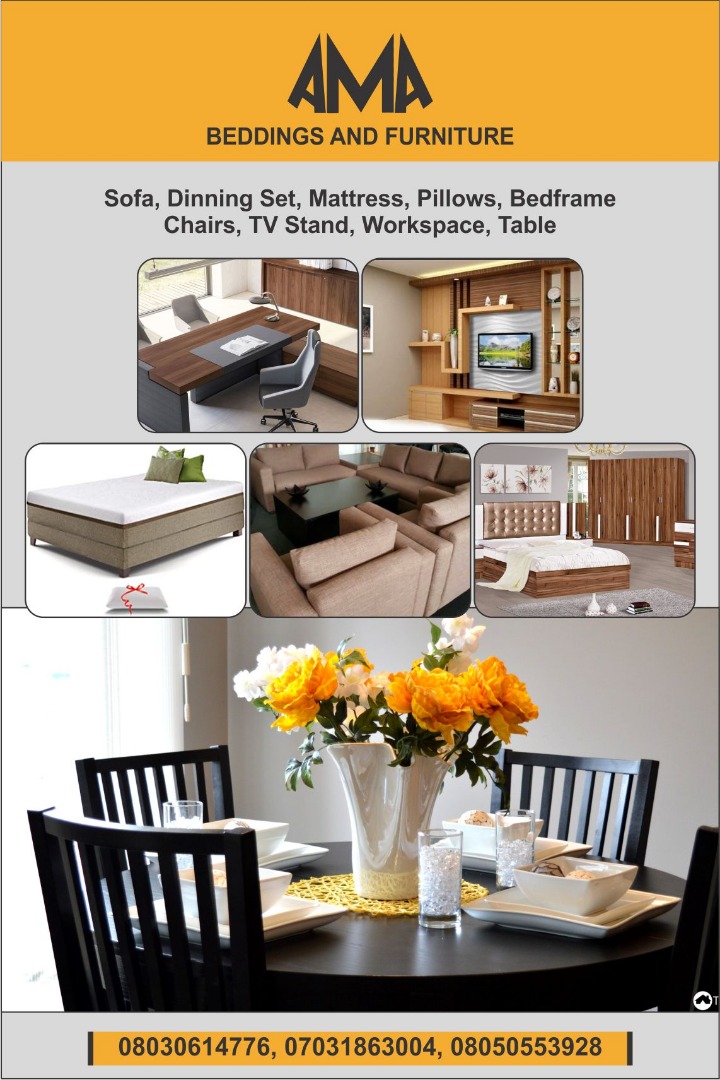 AMA
BEDDINGS AND FURNITURE
Sofa, Dinning Set, Mattress, Pillows, Bedframe
Chairs, TV Stand, Workspace, Table
08030614776, 07031863004, 08050553928